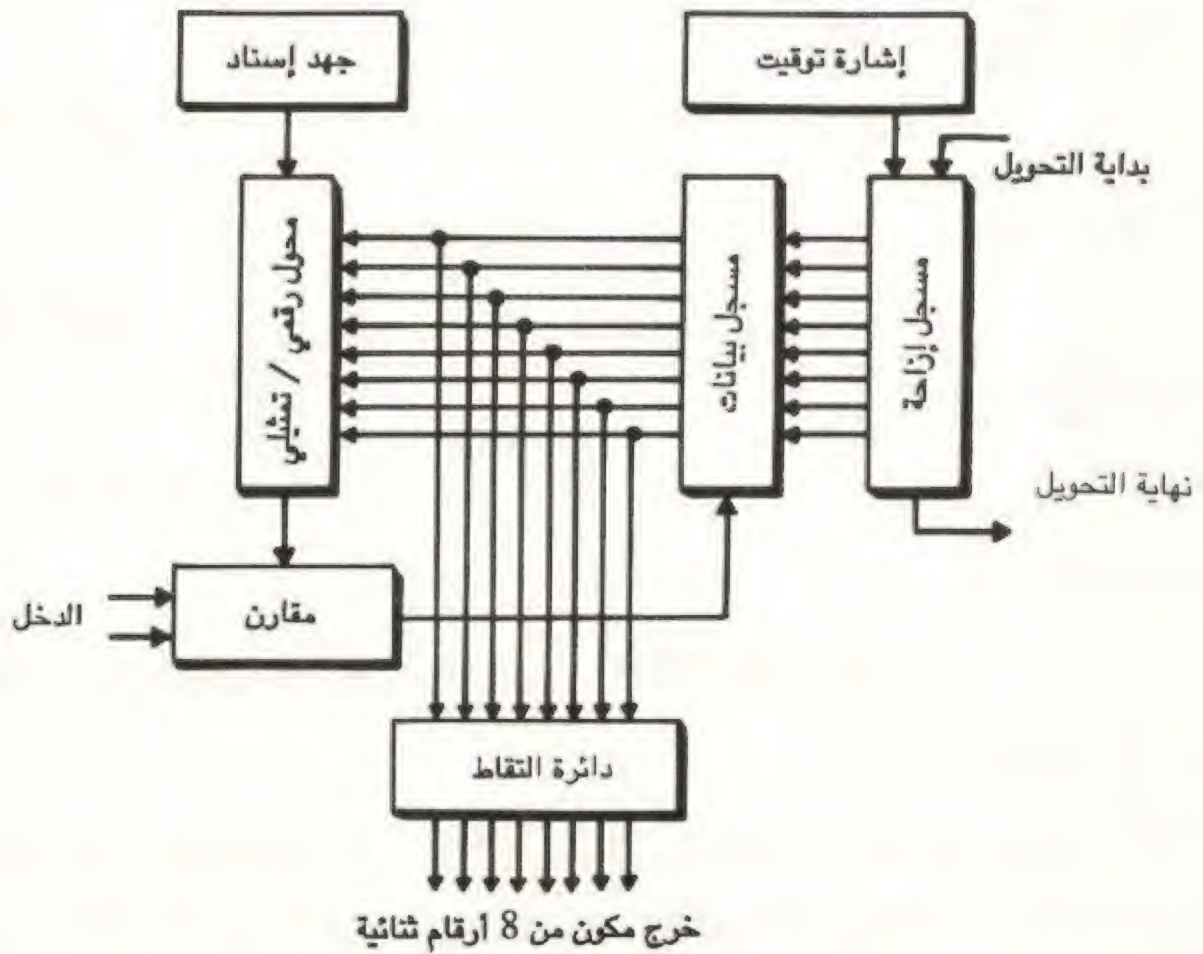 إشارة توقيت
جهد إسناد
بداية التحويل
مسجل إزاحة
مسجل بيانات
محول رقمي / تمثيلي
نهاية التحويل
مقارن
الدخل
دائرة التقاط
خرج مكون من 8 أرقام ثنائية